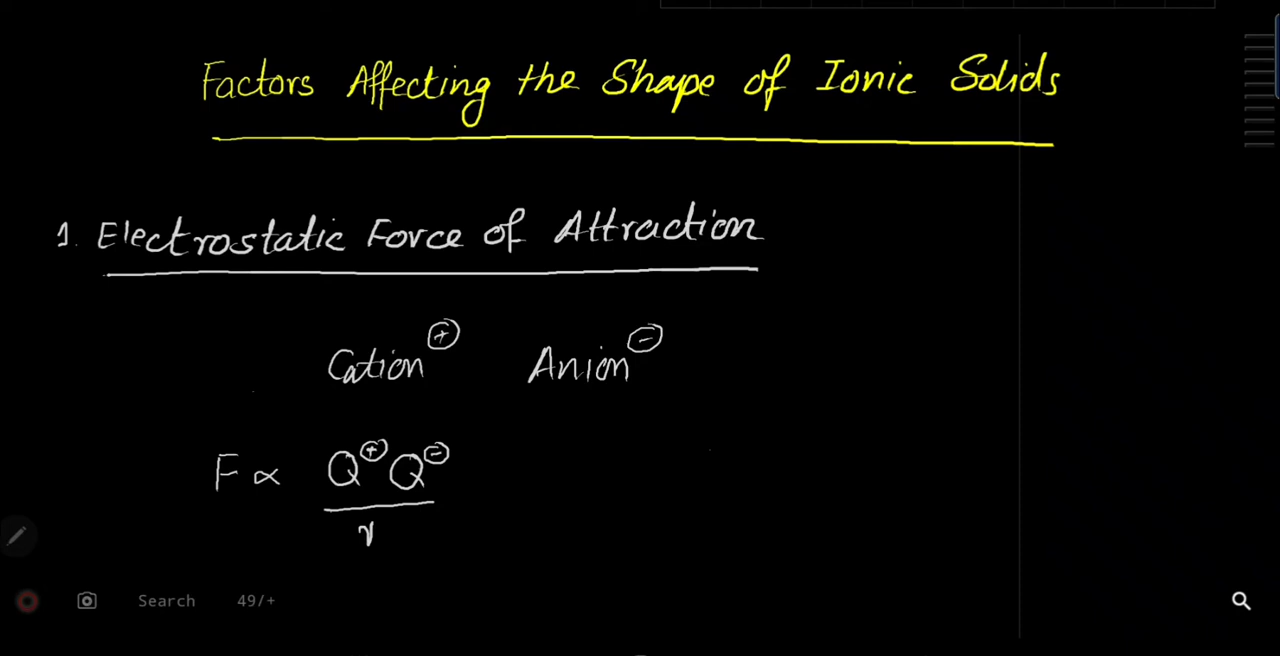 Factors Affecting the Shape of Ionic Solids
1. Electrostatic Force of Attraction
Cation⊕ Anion⊖
F ∝ Q⊕Q⊖
r
Search 49/+